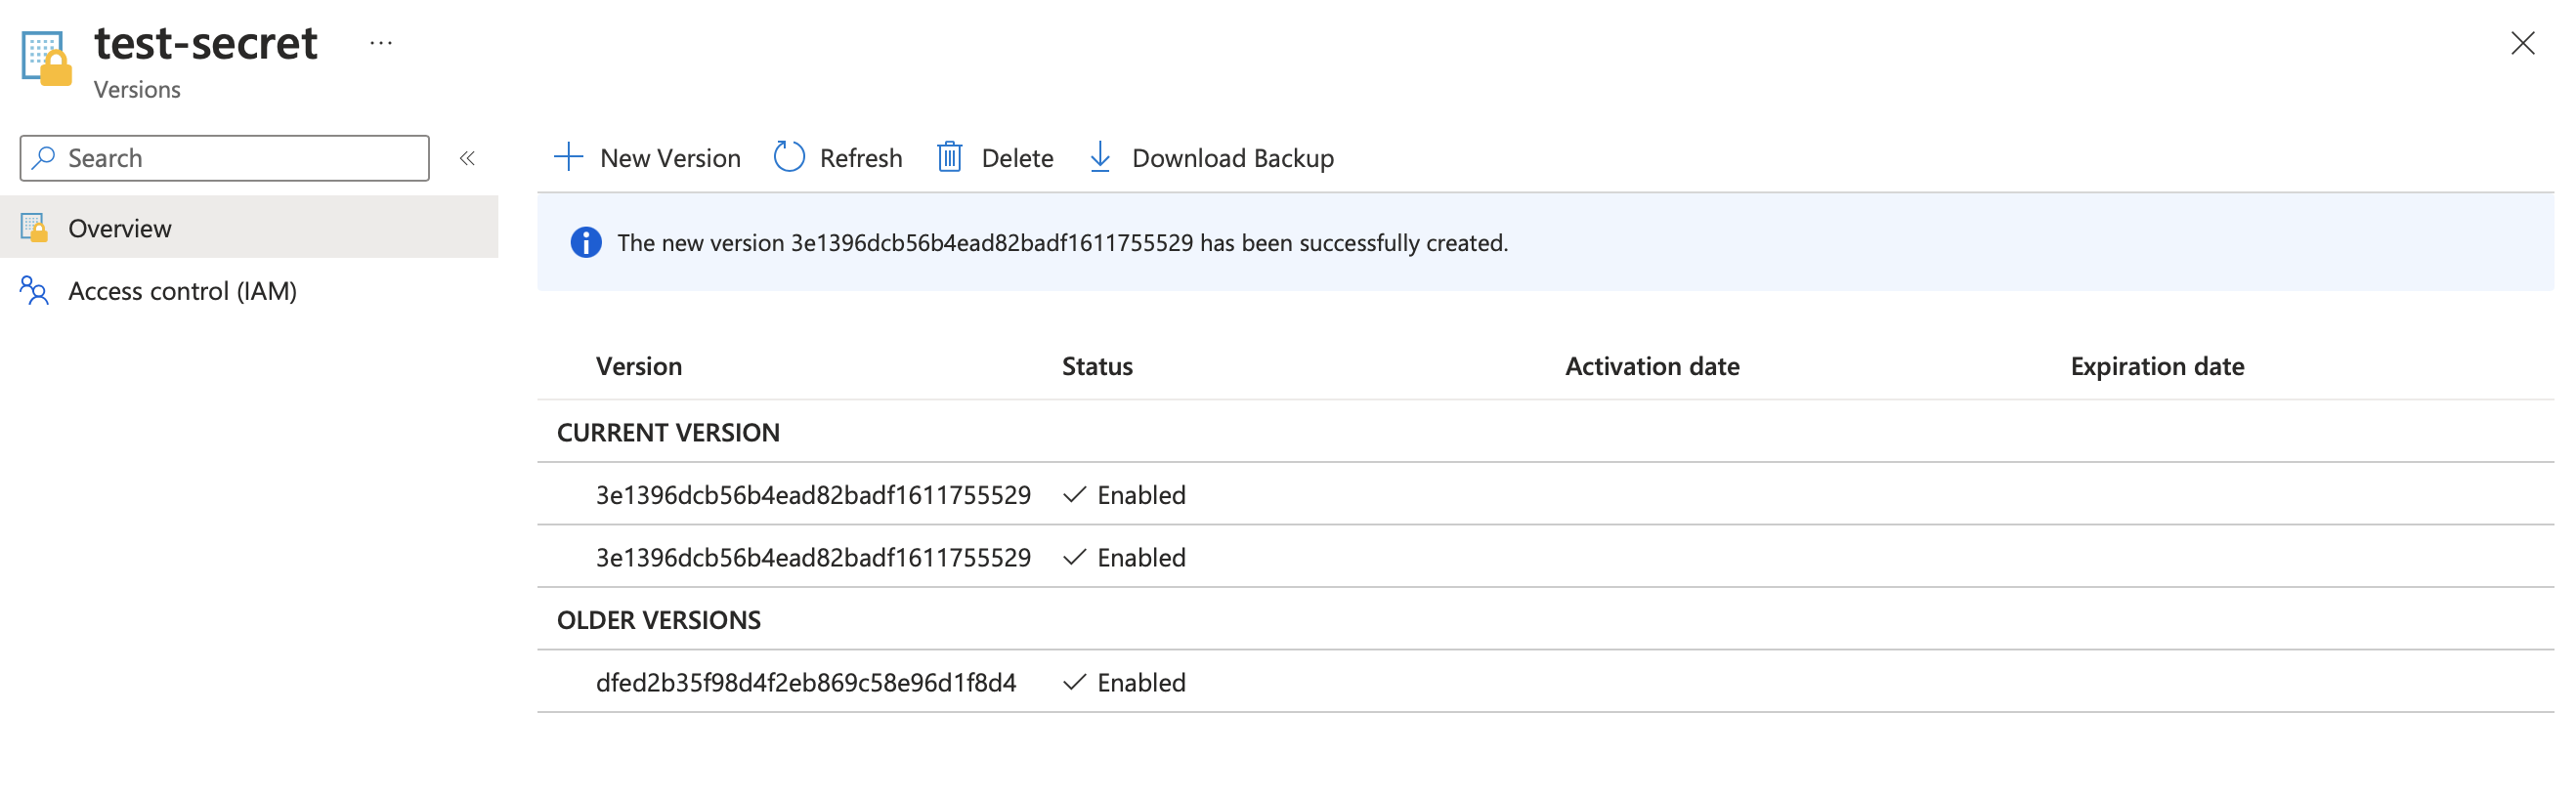 test-secret ...
Versions
Search «
Overview
Access control (IAM)
New Version Refresh Delete Download Backup
The new version 3e1396dcb56b4ead82badf1611755529 has been successfully created.
Version Status Activation date Expiration date
CURRENT VERSION
3e1396dcb56b4ead82badf1611755529 Enabled
3e1396dcb56b4ead82badf1611755529 Enabled
OLDER VERSIONS
dfed2b35f98d4f2eb869c58e96d1f8d4 Enabled